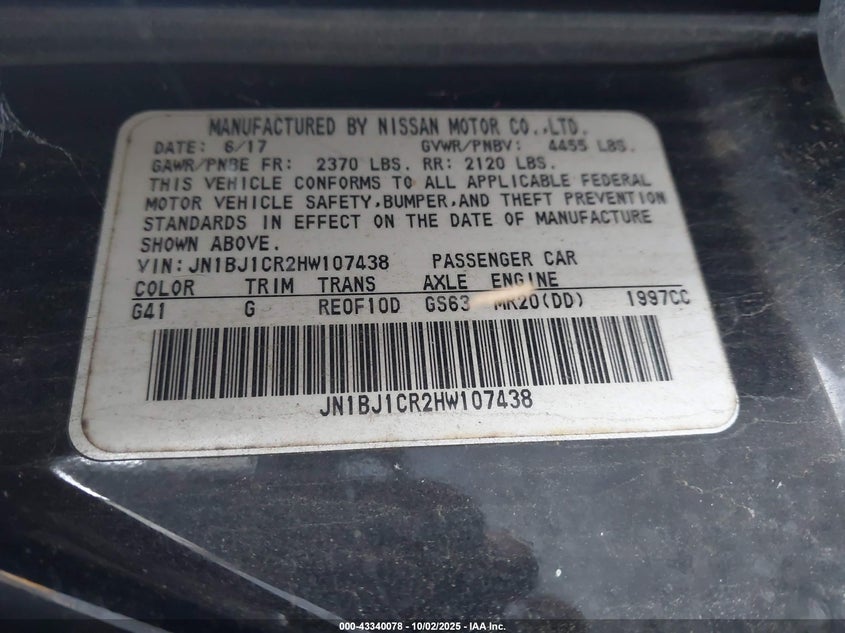 MANUFACTURED BY NISSAN MOTOR CO.,LTD.
DATE: 6/17 GVWR/PNBV: 4455 LBS.
GAWR/PNBE FR: 2370 LBS. RR: 2120 LBS.
THIS VEHICLE CONFORMS TO ALL APPLICABLE FEDERAL
MOTOR VEHICLE SAFETY,BUMPER,AND THEFT PREVENTION
STANDARDS IN EFFECT ON THE DATE OF MANUFACTURE
SHOWN ABOVE.
VIN:JN1BJ1CR2HW107438 PASSENGER CAR
COLOR TRIM TRANS AXLE ENGINE
G41 G RE0F10D GS63 MR20(DD) 1997CC
JN1BJ1CR2HW107438
000-43340078 - 10/02/2025 - IAA Inc.